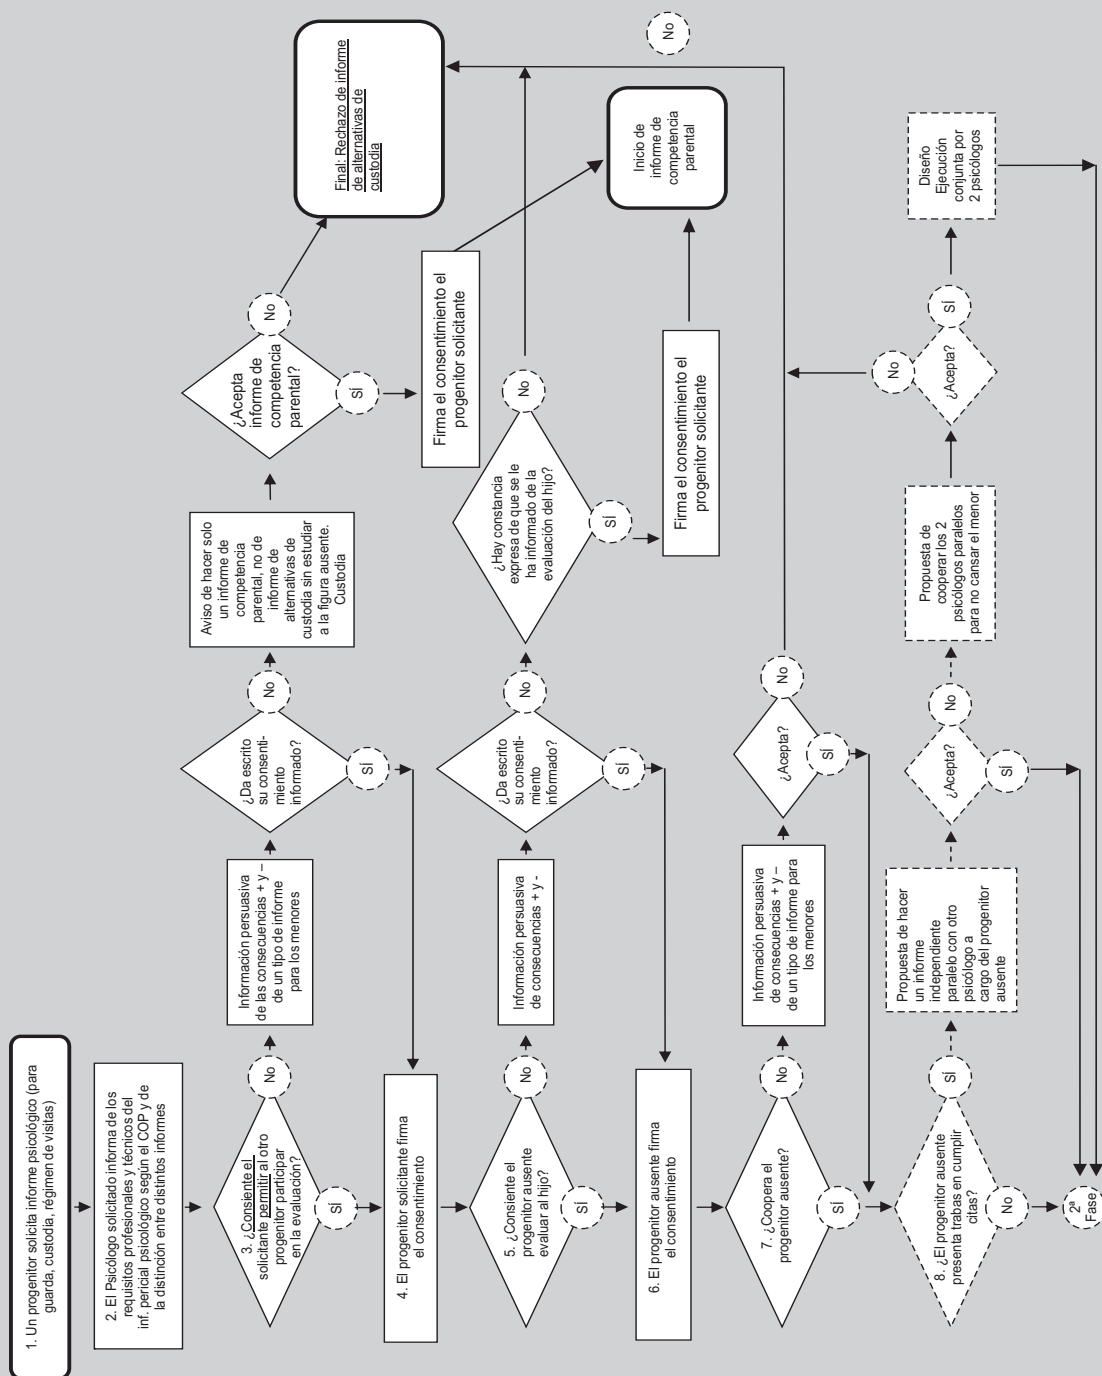 1. Un progenitor solicita informe psicológico (para
guarda, custodia, régimen de visitas)
2. El Psicólogo solicitado informa de los
requisitos profesionales y técnicos del
inf. pericial psicológico según el COP y de
la distinción entre distintos informes
3. ¿Consiente el
solicitante permitir al otro
progenitor participar
en la evaluación?
No
SÍ
Información persuasiva
de las consecuencias + y –
de un tipo de informe
para los menores
¿Da escrito
su consenti-
miento
informado?
No
SÍ
Aviso de hacer solo
un informe de
competencia
parental, no de
informe de
alternativas de
custodia sin estudiar
a la figura ausente.
Custodia
¿Acepta
informe de
competencia
parental?
No
SÍ
Final: Rechazo de informe
de alternativas de
custodia
Firma el consentimiento el
progenitor solicitante
4. El progenitor solicitante firma
el consentimiento
5. ¿Consiente el
progenitor ausente
evaluar al hijo?
No
SÍ
Información persuasiva
de consecuencias + y -
¿Da escrito
su consenti-
miento
informado?
No
SÍ
¿Hay constancia
expresa de que se le
ha informado de la
evaluación del hijo?
No
SÍ
Firma el consentimiento el
progenitor solicitante
Inicio de
informe de
competencia
parental
No
6. El progenitor ausente firma
el consentimiento
7. ¿Coopera el
progenitor ausente?
No
SÍ
Información persuasiva
de consecuencias + y –
de un tipo de informe para
los menores
¿Acepta?
No
SÍ
8. ¿El progenitor ausente
presenta trabas en cumplir
citas?
SÍ
No
Propuesta de hacer
un informe
independiente
paralelo con otro
psicólogo a
cargo del progenitor
ausente
¿Acepta?
No
SÍ
Propuesta de
cooperar los 2
psicólogos paralelos
para no cansar el menor
¿Acepta?
No
SÍ
Diseño
Ejecución
conjunta por
2 psicólogos
2ª
Fase